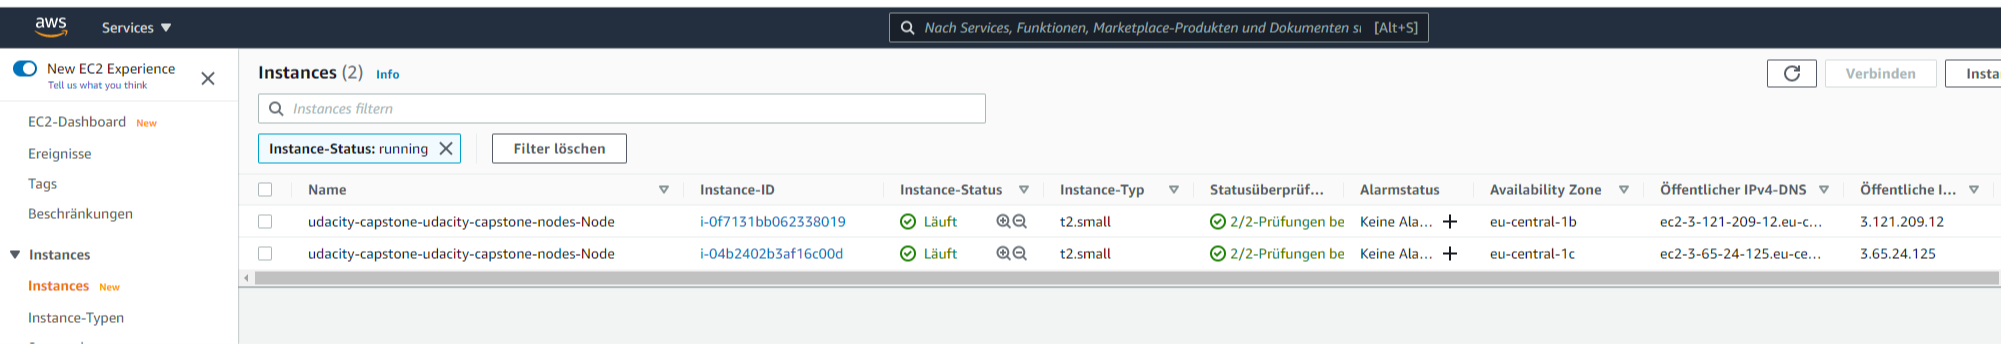 aws Services Nach Services, Funktionen, Marketplace-Produkten und Dokumenten si [Alt+S]
New EC2 Experience
Tell us what you think
EC2-Dashboard New
Ereignisse
Tags
Beschränkungen
Instances
Instances New
Instance-Typen
Instances (2) Info
Verbinden Insta
Instances filtern
Instance-Status: running Filter löschen
Name Instance-ID Instance-Status Instance-Typ Statusüberprüf... Alarmstatus Availability Zone Öffentlicher IPv4-DNS Öffentliche I...
udacity-capstone-udacity-capstone-nodes-Node i-0f7131bb062338019 Läuft t2.small 2/2-Prüfungen be Keine Ala... eu-central-1b ec2-3-121-209-12.eu-c... 3.121.209.12
udacity-capstone-udacity-capstone-nodes-Node i-04b2402b3af16c00d Läuft t2.small 2/2-Prüfungen be Keine Ala... eu-central-1c ec2-3-65-24-125.eu-ce... 3.65.24.125